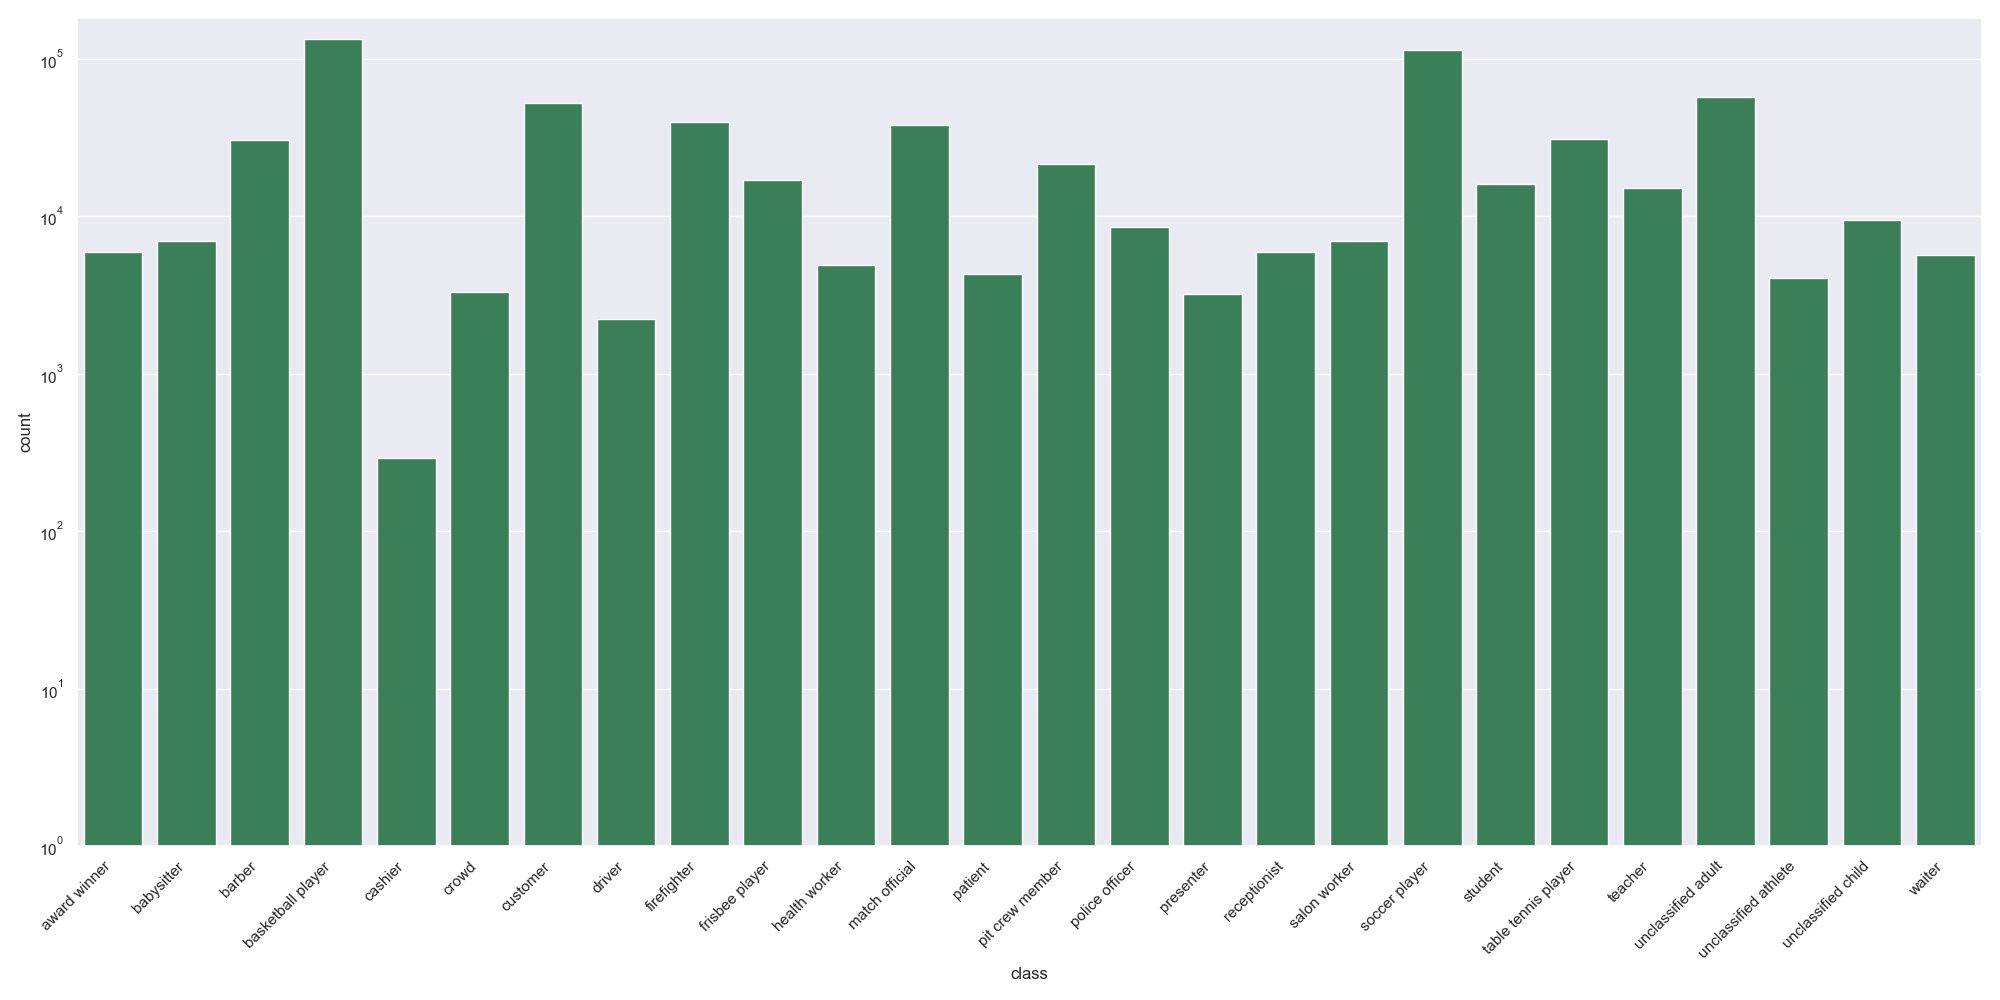 10^5
10^4
10^3
10^2
10^1
10^0
count
award winner
babysitter
barber
basketball player
cashier
crowd
customer
driver
firefighter
frisbee player
health worker
match official
patient
pit crew member
police officer
presenter
receptionist
salon worker
soccer player
student
table tennis player
teacher
unclassified adult
unclassified athlete
unclassified child
waiter
class